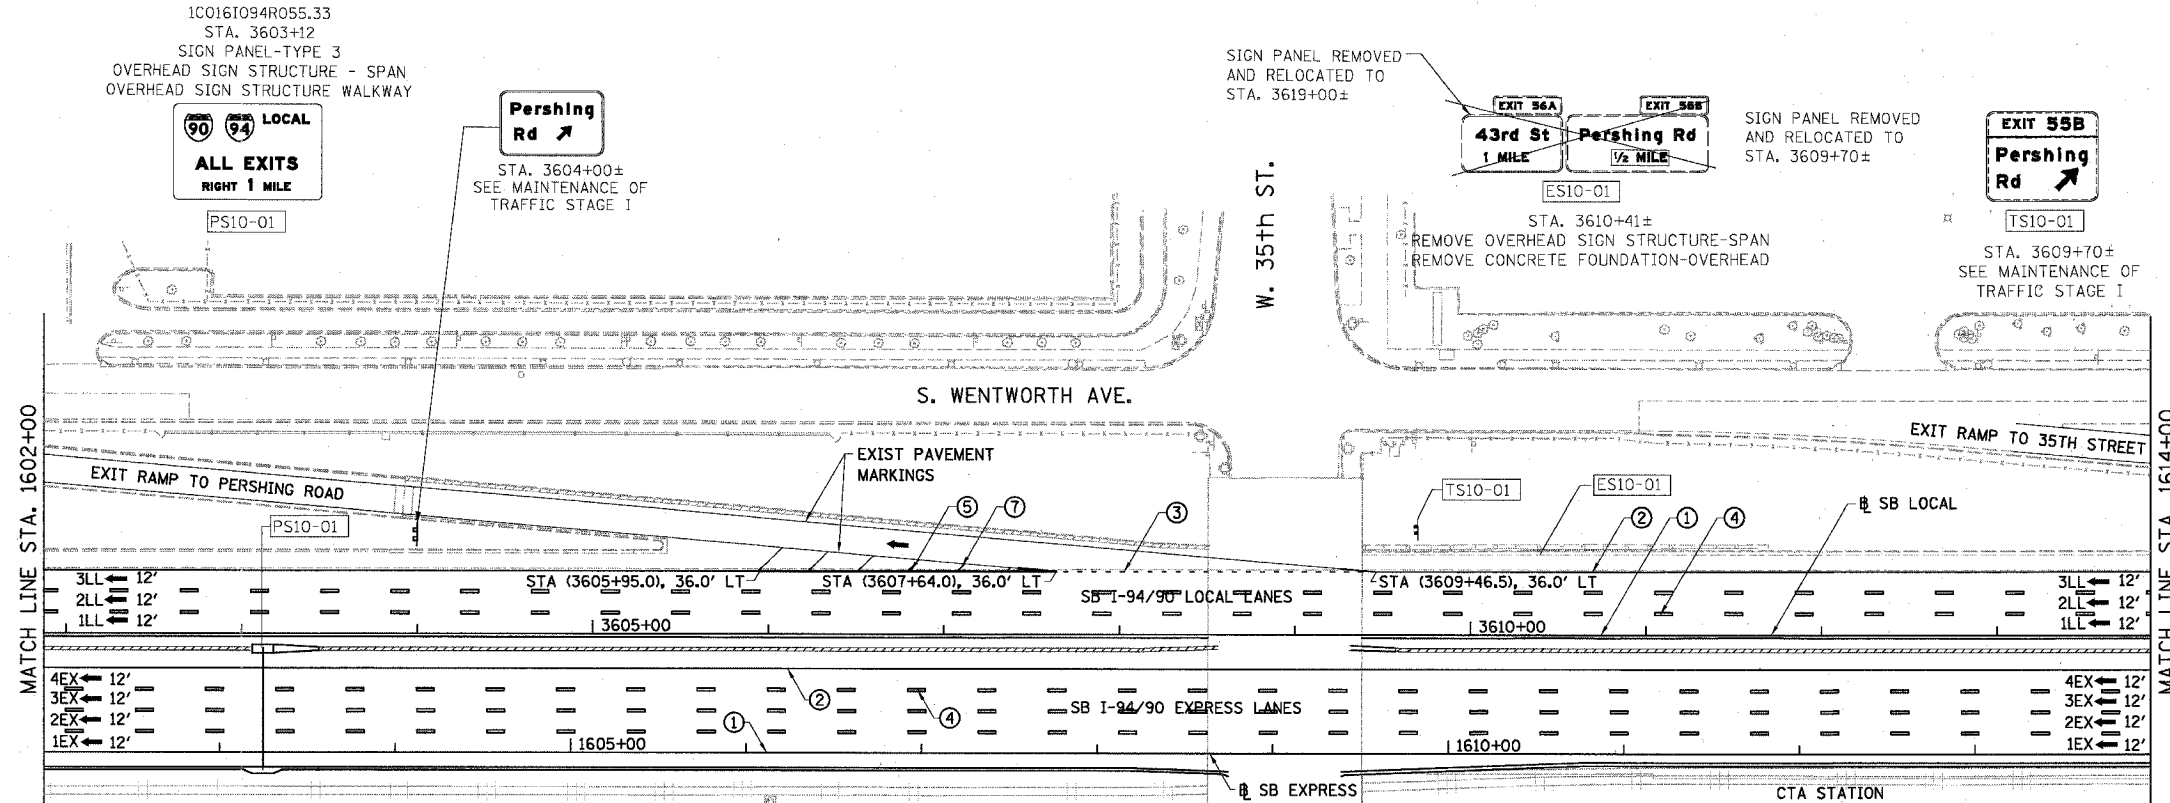 1C016I094R055.33
STA. 3603+12
SIGN PANEL-TYPE 3
OVERHEAD SIGN STRUCTURE - SPAN
OVERHEAD SIGN STRUCTURE WALKWAY
90 94 LOCAL
ALL EXITS
RIGHT 1 MILE
PS10-01
Pershing
Rd
STA. 3604+00±
SEE MAINTENANCE OF
TRAFFIC STAGE I
SIGN PANEL REMOVED
AND RELOCATED TO
STA. 3619+00±
EXIT 56A
43rd St
1 MILE
EXIT 55B
Pershing Rd
1/2 MILE
ES10-01
STA. 3610+41±
REMOVE OVERHEAD SIGN STRUCTURE-SPAN
REMOVE CONCRETE FOUNDATION-OVERHEAD
SIGN PANEL REMOVED
AND RELOCATED TO
STA. 3609+70±
EXIT 55B
Pershing
Rd
TS10-01
STA. 3609+70±
SEE MAINTENANCE OF
TRAFFIC STAGE I
W. 35th ST.
S. WENTWORTH AVE.
MATCH LINE STA. 1602+00
MATCH LINE STA. 1614+00
EXIT RAMP TO PERSHING ROAD
EXIST PAVEMENT
MARKINGS
EXIT RAMP TO 35TH STREET
PS10-01
TS10-01
ES10-01
5
7
3
2
1
4
℄ SB LOCAL
STA (3605+95.0), 36.0' LT
STA (3607+64.0), 36.0' LT
STA (3609+46.5), 36.0' LT
3LL 12'
2LL 12'
1LL 12'
SB I-94/90 LOCAL LANES
3LL 12'
2LL 12'
1LL 12'
3605+00
3610+00
4EX 12'
3EX 12'
2EX 12'
1EX 12'
2
4
1
SB I-94/90 EXPRESS LANES
4EX 12'
3EX 12'
2EX 12'
1EX 12'
1605+00
1610+00
℄ SB EXPRESS
CTA STATION